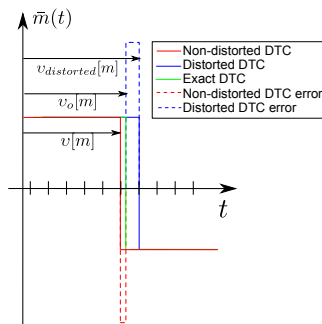 m̄(t)
υ_distorted[m]
υ_o[m]
υ[m]
Non-distorted DTC
Distorted DTC
Exact DTC
Non-distorted DTC error
Distorted DTC error
t